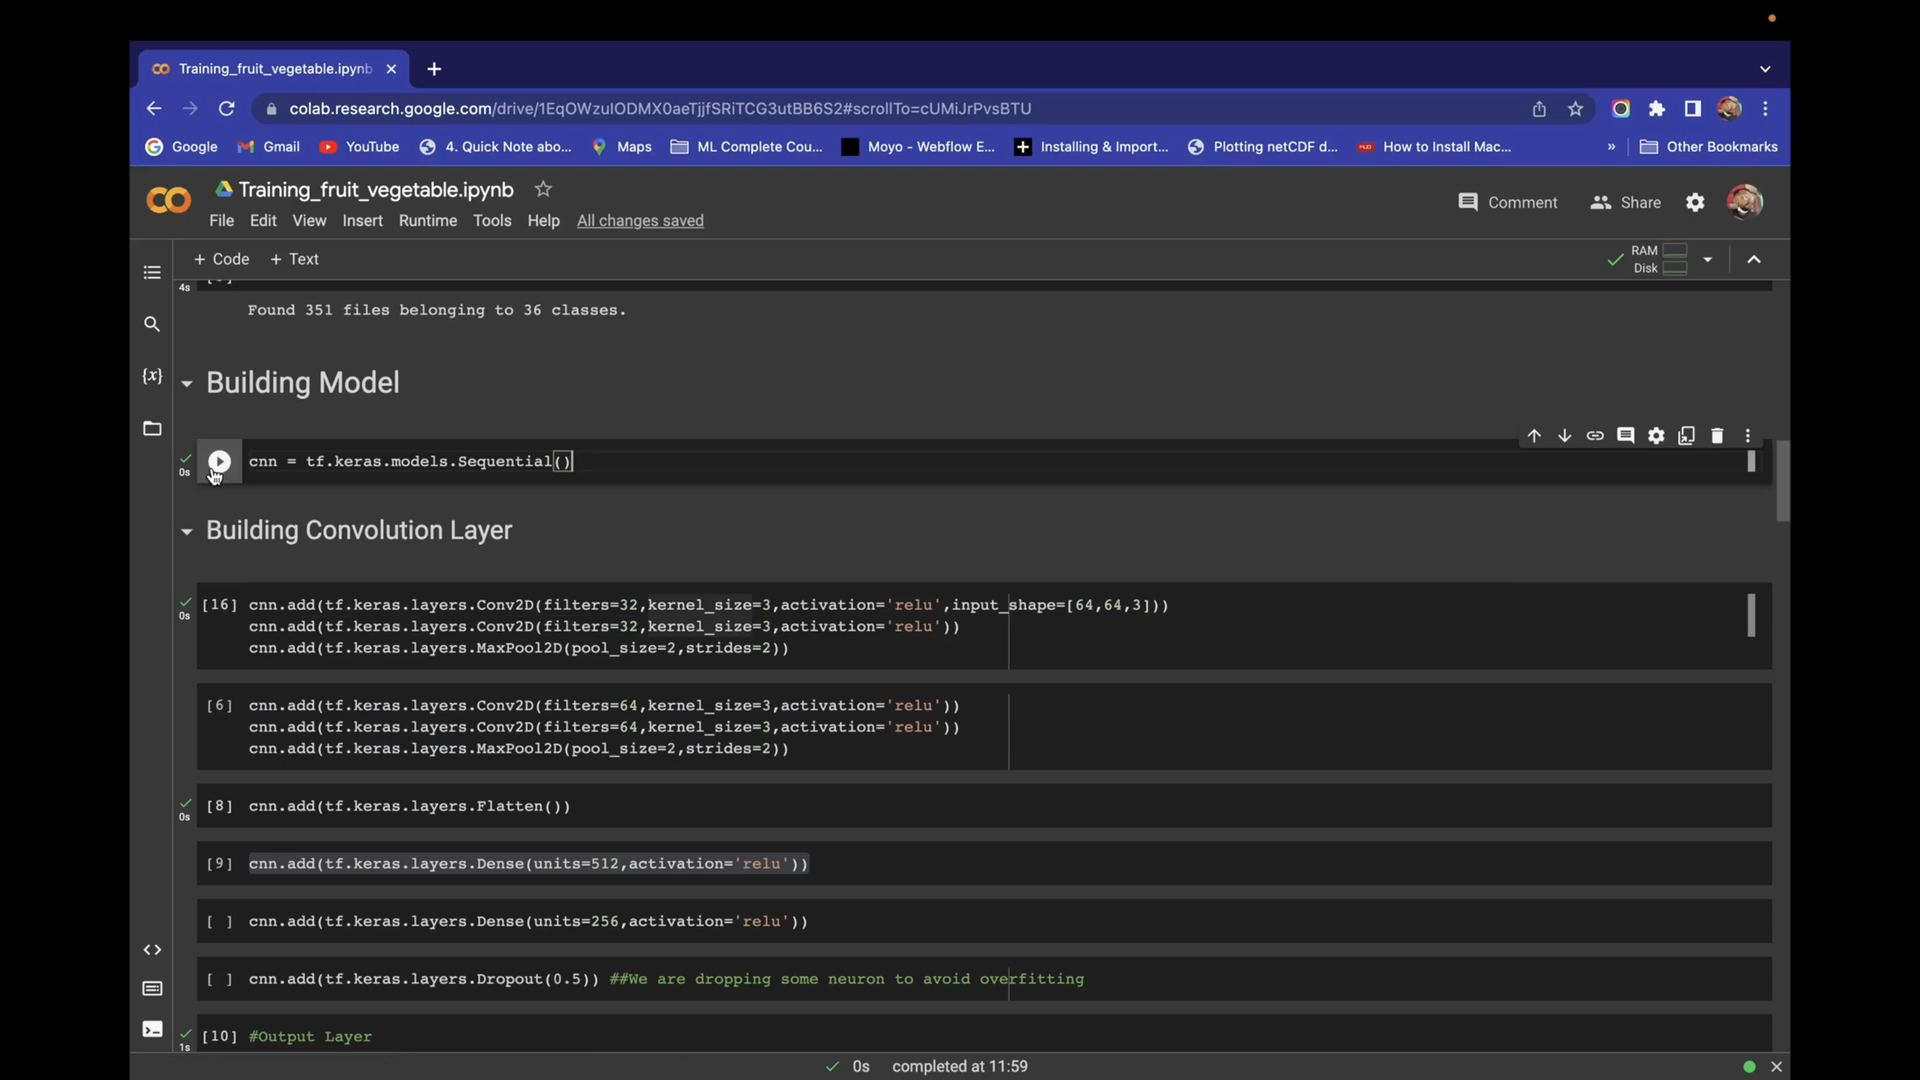 Training_fruit_vegetable.ipynb
colab.research.google.com/drive/1EqOWzuIODMX0aeTjjfSRiTCG3utBB6S2#scrollTo=cUMiJrPvsBTU
Google Gmail YouTube 4. Quick Note abo... Maps ML Complete Cou... Moyo - Webflow E... Installing & Import... Plotting netCDF d... How to Install Mac... » Other Bookmarks
Training_fruit_vegetable.ipynb
Comment Share
File Edit View Insert Runtime Tools Help All changes saved
+ Code + Text
RAM
Disk
4s
Found 351 files belonging to 36 classes.
Building Model
0s
cnn = tf.keras.models.Sequential()
Building Convolution Layer
0s
[16] cnn.add(tf.keras.layers.Conv2D(filters=32,kernel_size=3,activation='relu',input_shape=[64,64,3]))
cnn.add(tf.keras.layers.Conv2D(filters=32,kernel_size=3,activation='relu'))
cnn.add(tf.keras.layers.MaxPool2D(pool_size=2,strides=2))
[6] cnn.add(tf.keras.layers.Conv2D(filters=64,kernel_size=3,activation='relu'))
cnn.add(tf.keras.layers.Conv2D(filters=64,kernel_size=3,activation='relu'))
cnn.add(tf.keras.layers.MaxPool2D(pool_size=2,strides=2))
0s
[8] cnn.add(tf.keras.layers.Flatten())
[9] cnn.add(tf.keras.layers.Dense(units=512,activation='relu'))
[ ] cnn.add(tf.keras.layers.Dense(units=256,activation='relu'))
[ ] cnn.add(tf.keras.layers.Dropout(0.5)) ##We are dropping some neuron to avoid overfitting
1s
[10] #Output Layer
0s completed at 11:59